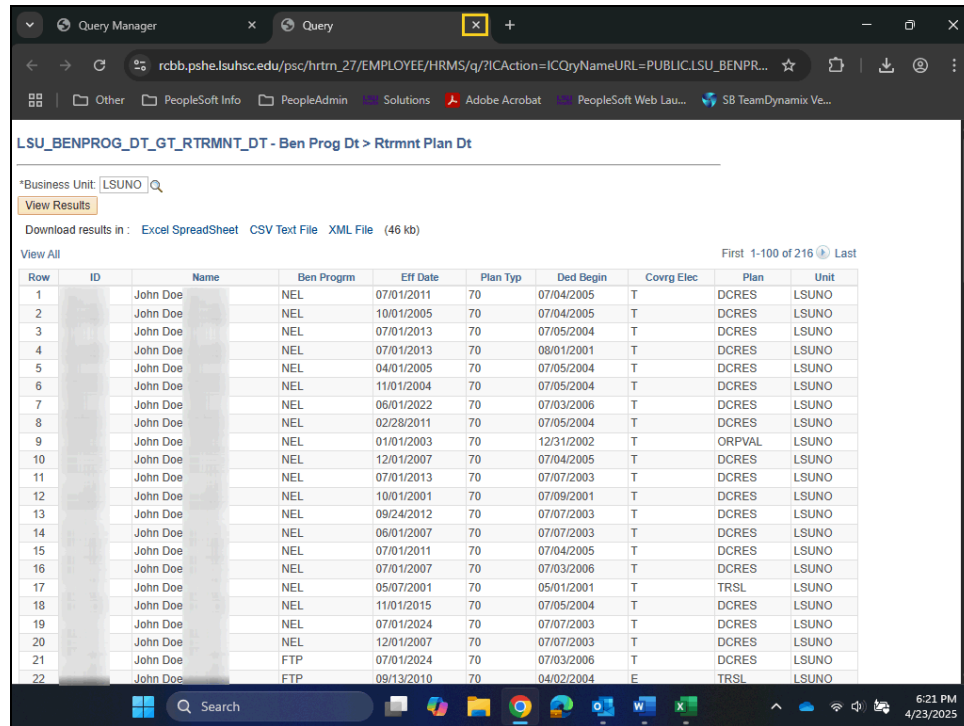 Query Manager
Query
rcbb.pshe.lsuhsc.edu/psc/hrtrn_27/EMPLOYEE/HRMS/q/?ICAction=ICQryNameURL=PUBLIC.LSU_BENPR...
Other PeopleSoft Info PeopleAdmin Solutions Adobe Acrobat PeopleSoft Web Lau... SB TeamDynamix Ve...
LSU_BENPROG_DT_GT_RTRMNT_DT - Ben Prog Dt > Rtrmnt Plan Dt
*Business Unit: LSUNO
View Results
Download results in : Excel SpreadSheet CSV Text File XML File (46 kb)
View All First 1-100 of 216 Last
Row ID Name Ben Progrm Eff Date Plan Typ Ded Begin Covrg Elec Plan Unit
1 John Doe NEL 07/01/2011 70 07/04/2005 T DCRES LSUNO
2 John Doe NEL 10/01/2005 70 07/04/2005 T DCRES LSUNO
3 John Doe NEL 07/01/2013 70 07/05/2004 T DCRES LSUNO
4 John Doe NEL 07/01/2013 70 08/01/2001 T DCRES LSUNO
5 John Doe NEL 04/01/2005 70 07/05/2004 T DCRES LSUNO
6 John Doe NEL 11/01/2004 70 07/05/2004 T DCRES LSUNO
7 John Doe NEL 06/01/2022 70 07/03/2006 T DCRES LSUNO
8 John Doe NEL 02/28/2011 70 07/05/2004 T DCRES LSUNO
9 John Doe NEL 01/01/2003 70 12/31/2002 T ORPVAL LSUNO
10 John Doe NEL 12/01/2007 70 07/04/2005 T DCRES LSUNO
11 John Doe NEL 07/01/2013 70 07/07/2003 T DCRES LSUNO
12 John Doe NEL 10/01/2001 70 07/09/2001 T DCRES LSUNO
13 John Doe NEL 09/24/2012 70 07/07/2003 T DCRES LSUNO
14 John Doe NEL 06/01/2007 70 07/07/2003 T DCRES LSUNO
15 John Doe NEL 07/01/2011 70 07/04/2005 T DCRES LSUNO
16 John Doe NEL 07/01/2007 70 07/03/2006 T DCRES LSUNO
17 John Doe NEL 05/07/2001 70 05/01/2001 T TRSL LSUNO
18 John Doe NEL 11/01/2015 70 07/05/2004 T DCRES LSUNO
19 John Doe NEL 07/01/2024 70 07/07/2003 T DCRES LSUNO
20 John Doe NEL 12/01/2007 70 07/07/2003 T DCRES LSUNO
21 John Doe FTP 07/01/2024 70 07/03/2006 T DCRES LSUNO
22 John Doe FTP 09/13/2010 70 04/02/2004 E TRSL LSUNO
Search
6:21 PM
4/23/2025